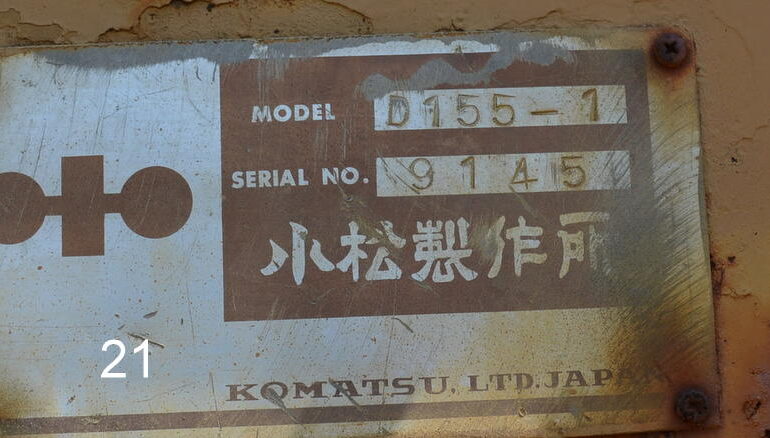 MODEL D155-1
SERIAL NO. 9145
小松製作所
21
KOMATSU, LTD. JAPAN